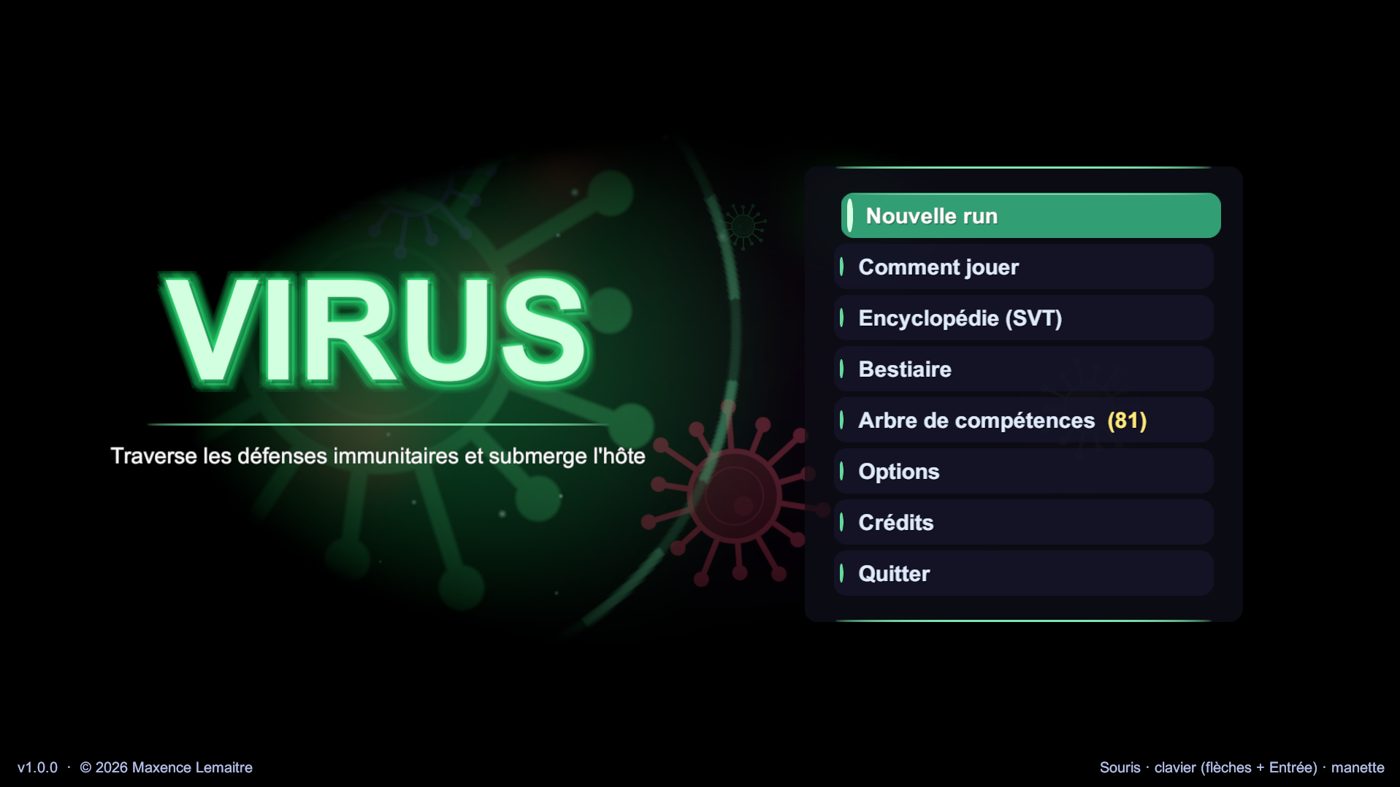 VIRUS
Traverse les défenses immunitaires et submerge l'hôte
Nouvelle run
Comment jouer
Encyclopédie (SVT)
Bestiaire
Arbre de compétences (81)
Options
Crédits
Quitter
v1.0.0 · © 2026 Maxence Lemaitre
Souris · clavier (flèches + Entrée) · manette